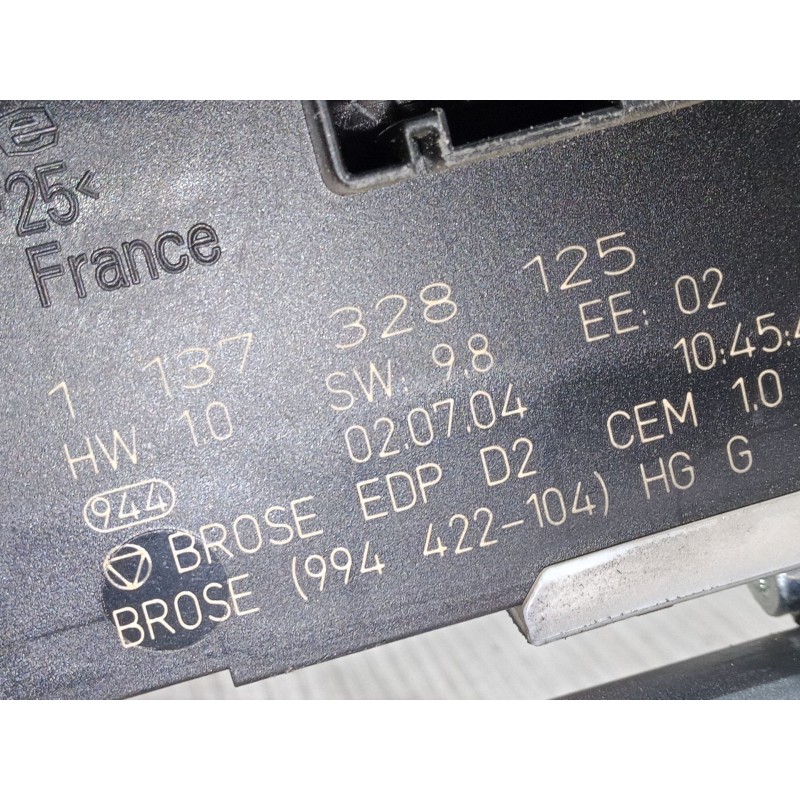 25<
France
1 137 328 125
HW: 1.0 SW: 9.8 EE: 02
02.07.04 10:45:4
944
BROSE EDP D2 CEM 1.0
BROSE (994 422-104) HG G